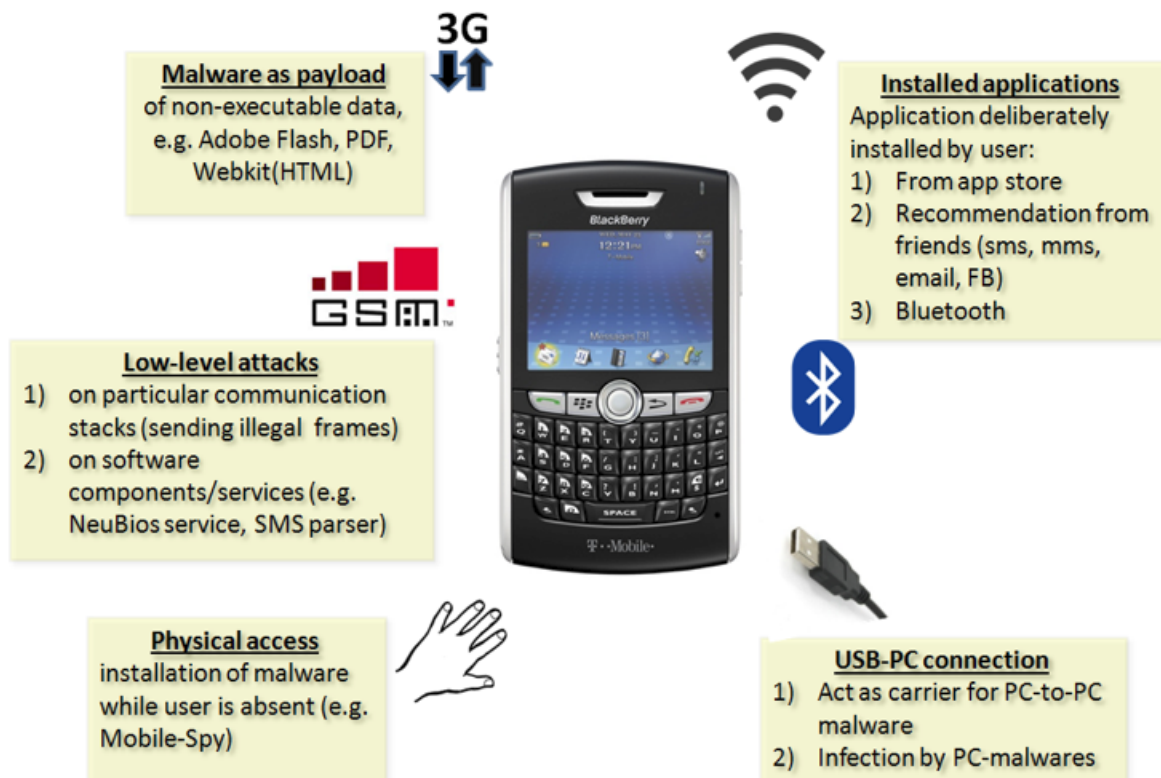 3G
Malware as payload
of non-executable data,
e.g. Adobe Flash, PDF,
Webkit(HTML)
Installed applications
Application deliberately
installed by user:
1) From app store
2) Recommendation from
friends (sms, mms,
email, FB)
3) Bluetooth
GSM™
BlackBerry
12:21
Low-level attacks
1) on particular communication
stacks (sending illegal frames)
2) on software
components/services (e.g.
NeuBios service, SMS parser)
SPACE
T··Mobile·
Physical access
installation of malware
while user is absent (e.g.
Mobile-Spy)
USB-PC connection
1) Act as carrier for PC-to-PC
malware
2) Infection by PC-malwares